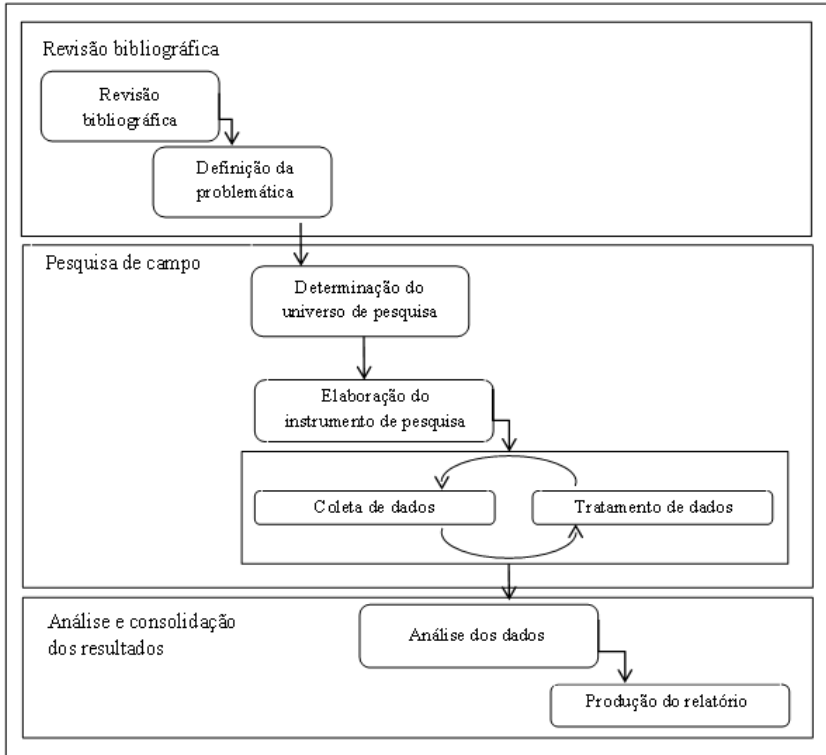 Revisão bibliográfica
Revisão
bibliográfica
Definição da
problemática
Pesquisa de campo
Determinação do
universo de pesquisa
Elaboração do
instrumento de pesquisa
Coleta de dados
Tratamento de dados
Análise e consolidação
dos resultados
Análise dos dados
Produção do relatório